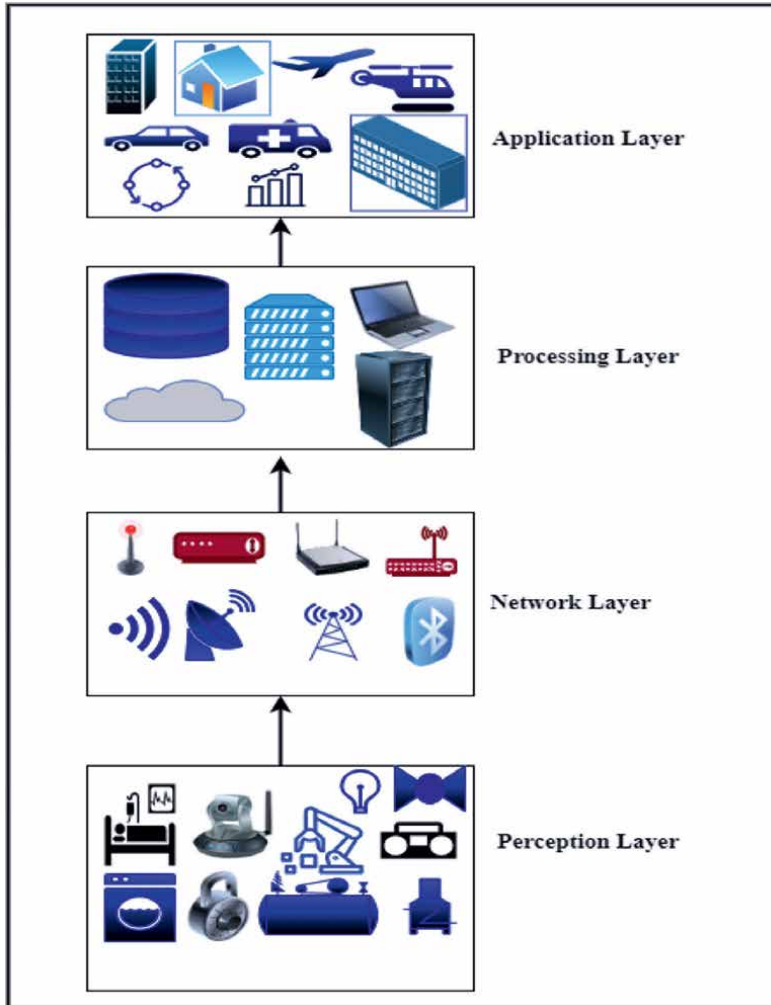 Application Layer
Processing Layer
Network Layer
Perception Layer